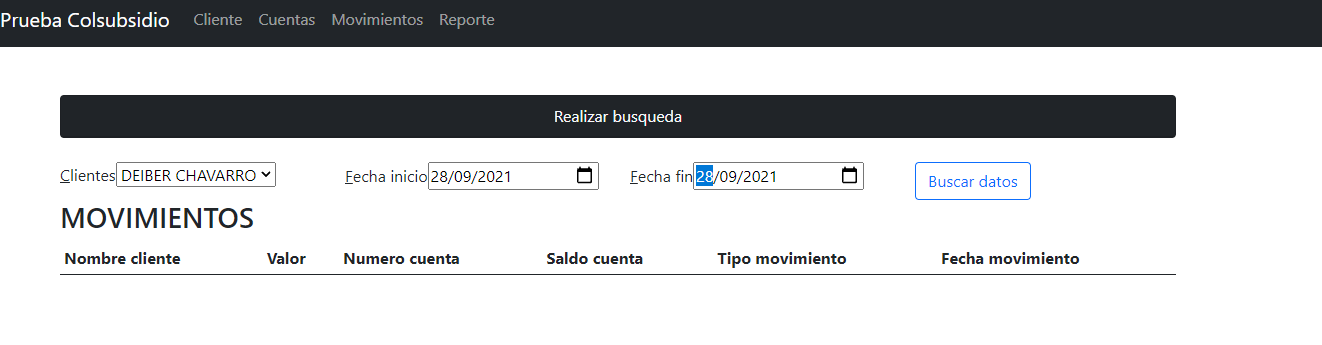 Prueba Colsubsidio Cliente Cuentas Movimientos Reporte
Realizar busqueda
Clientes DEIBER CHAVARRO Fecha inicio 28/09/2021 Fecha fin 28/09/2021 Buscar datos
MOVIMIENTOS
Nombre cliente Valor Numero cuenta Saldo cuenta Tipo movimiento Fecha movimiento